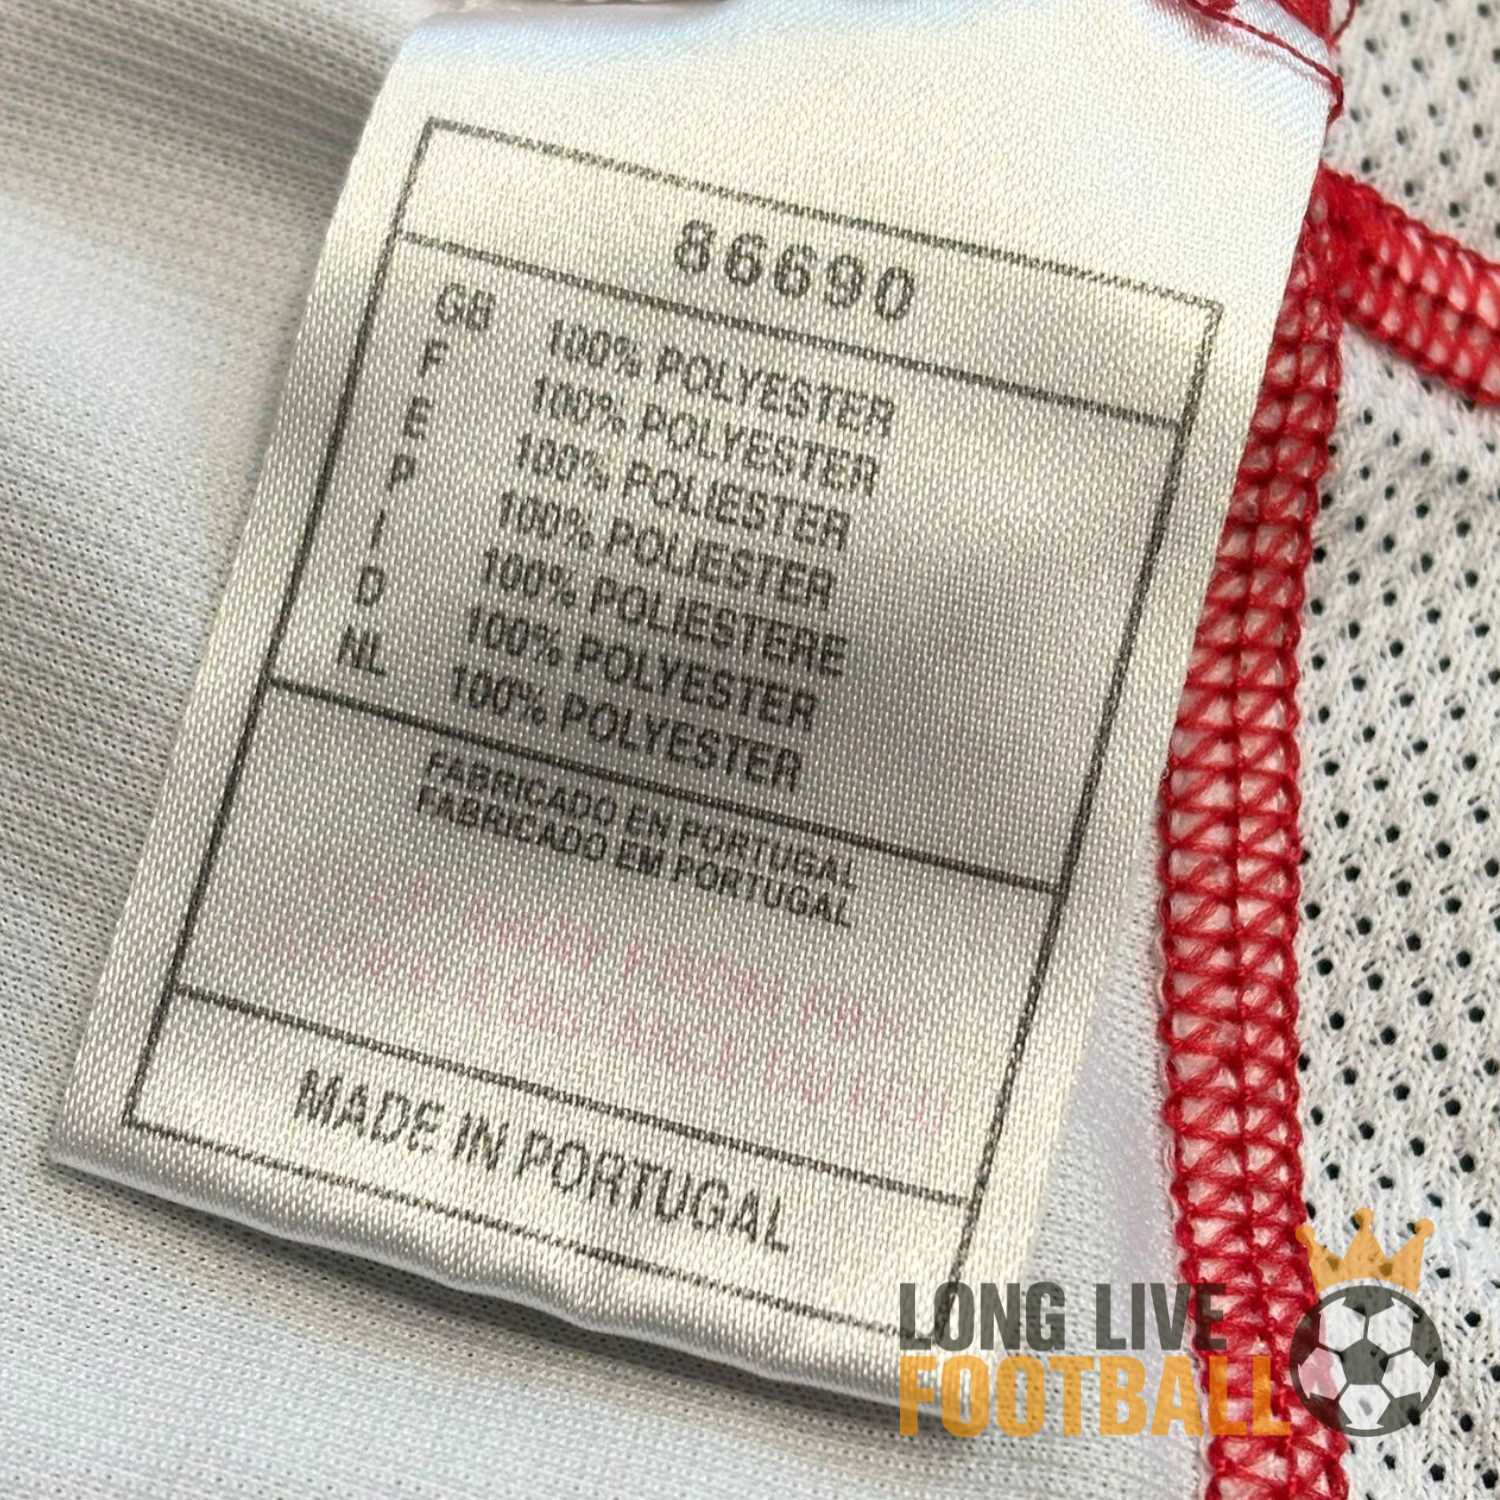 86690
GB 100% POLYESTER
F 100% POLYESTER
E 100% POLIESTER
P 100% POLIESTER
I 100% POLIESTERE
D 100% POLYESTER
NL 100% POLYESTER
FABRICADO EN PORTUGAL
FABRICADO EM PORTUGAL
MADE IN PORTUGAL
LONG LIVE
FOOTBALL